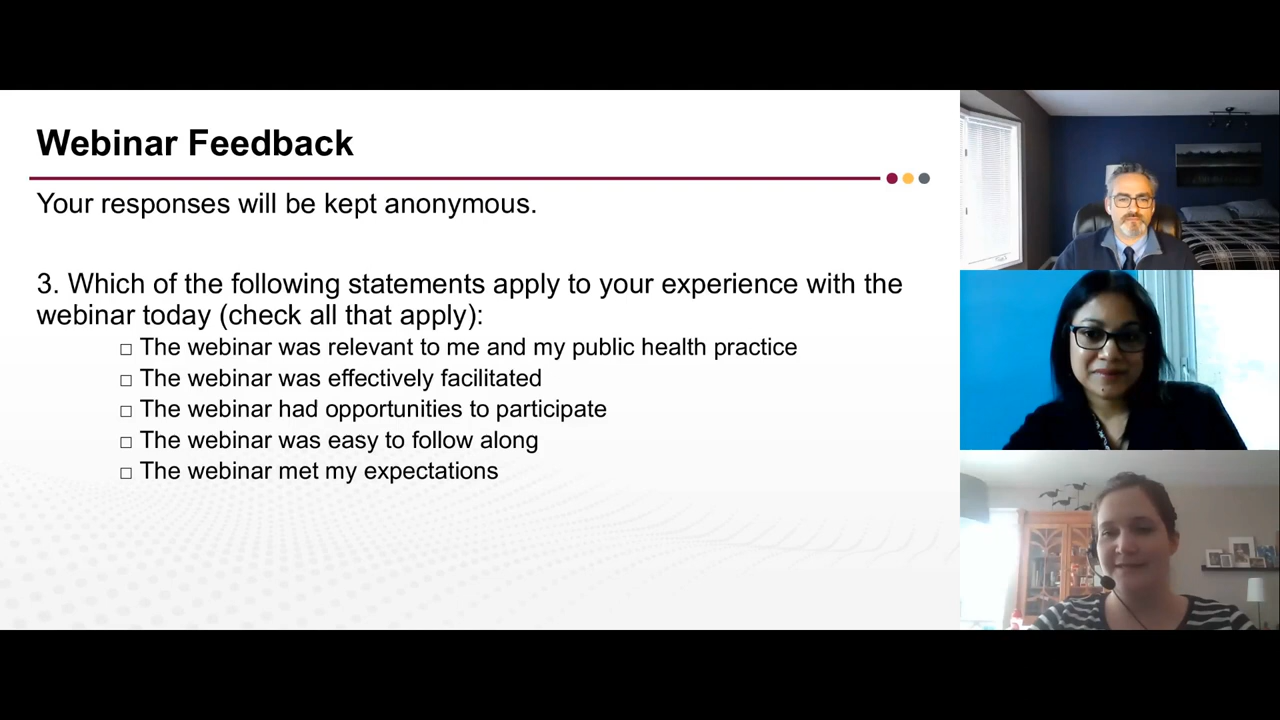 Webinar Feedback
Your responses will be kept anonymous.
3. Which of the following statements apply to your experience with the
webinar today (check all that apply):
□ The webinar was relevant to me and my public health practice
□ The webinar was effectively facilitated
□ The webinar had opportunities to participate
□ The webinar was easy to follow along
□ The webinar met my expectations